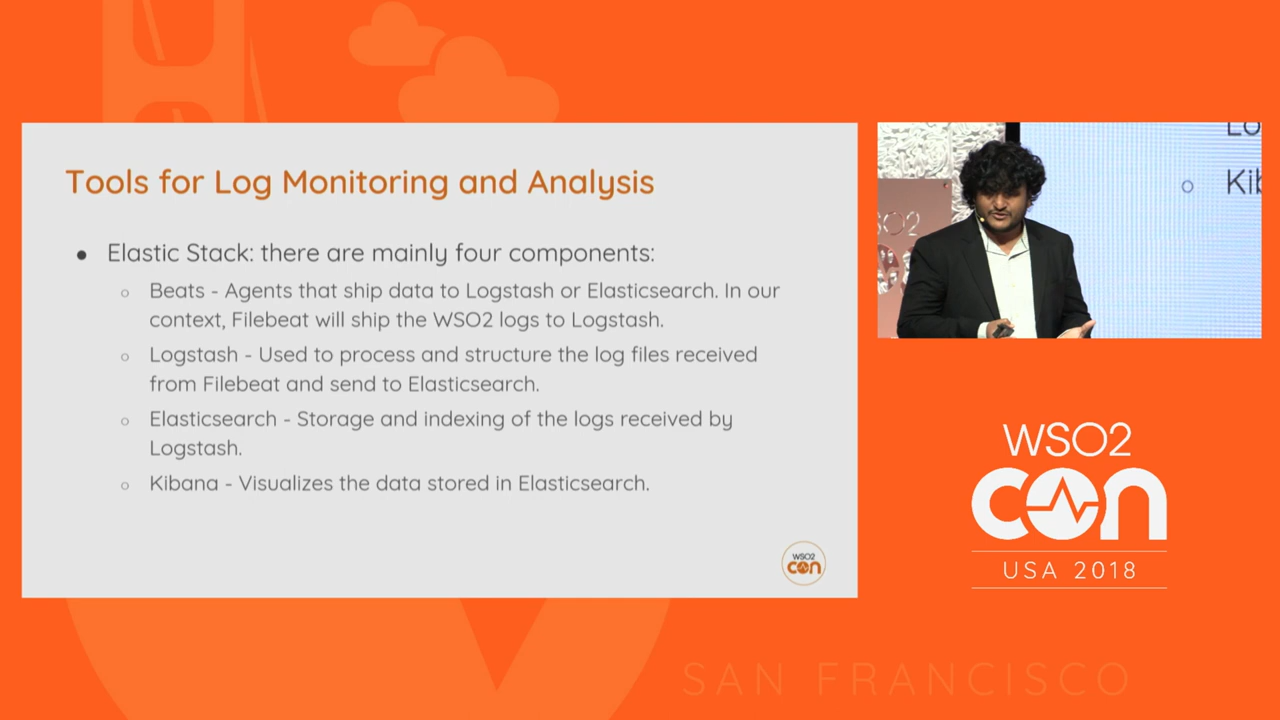 Tools for Log Monitoring and Analysis
● Elastic Stack: there are mainly four components:
○ Beats - Agents that ship data to Logstash or Elasticsearch. In our
context, Filebeat will ship the WSO2 logs to Logstash.
○ Logstash - Used to process and structure the log files received
from Filebeat and send to Elasticsearch.
○ Elasticsearch - Storage and indexing of the logs received by
Logstash.
○ Kibana - Visualizes the data stored in Elasticsearch.
WSO2
con
SO2
○ Kib
WSO2
con
USA 2018
SAN FRANCISCO